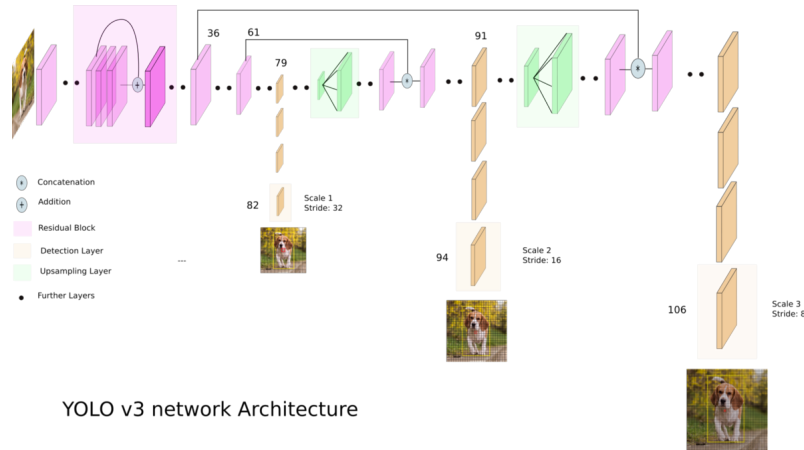 36
61
91
79
Concatenation
Addition
82
Scale 1
Stride: 32
Residual Block
Detection Layer
94
Scale 2
Stride: 16
...
Upsampling Layer
Further Layers
106
Scale 3
Stride: 8
YOLO v3 network Architecture